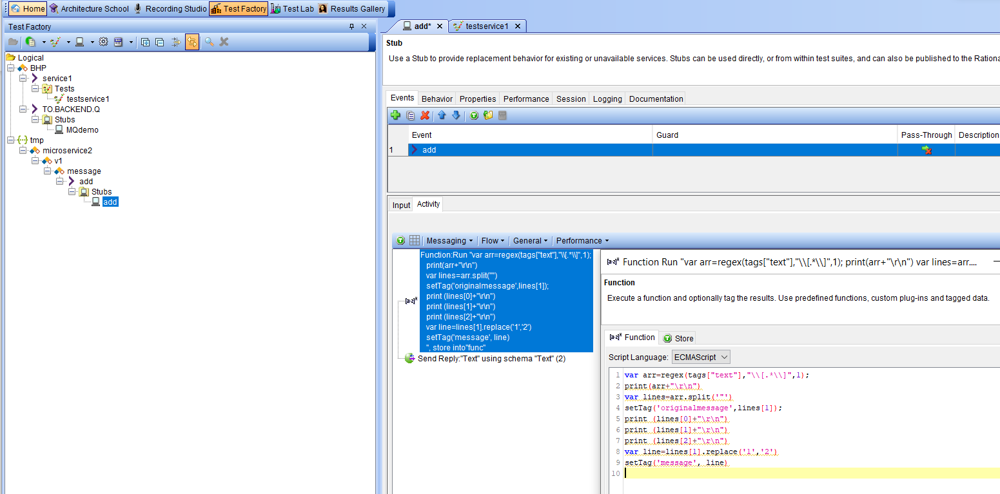 Home Architecture School Recording Studio Test Factory Test Lab Results Gallery
Test Factory
Logical
BHP
service1
Tests
testservice1
TO.BACKEND.Q
Stubs
MQdemo
tmp
microservice2
v1
message
add
Stubs
add
add* testservice1
Stub
Use a Stub to provide replacement behavior for existing or unavailable services. Stubs can be used directly, or from within test suites, and can also be published to the Rationa
Events Behavior Properties Performance Session Logging Documentation
Event Guard Pass-Through Description
1 add
Input Activity
Messaging Flow General Performance
Function:Run "var arr=regex(tags["text"],"\\[.*\\]",1);
print(arr+"\r\n")
var lines=arr.split('"')
setTag('originalmessage',lines[1]);
print (lines[0]+"\r\n")
print (lines[1]+"\r\n")
print (lines[2]+"\r\n")
var line=lines[1].replace('1','2')
setTag('message', line)
", store into"func"
Send Reply:"Text" using schema "Text" (2)
[a-z]* Function Run "var arr=regex(tags["text"],"\\[.*\\]",1); print(arr+"\r\n") var lines=arr....
Function
Execute a function and optionally tag the results. Use predefined functions, custom plug-ins and tagged data.
[a-z]* Function Store
Script Language: ECMAScript
1 var arr=regex(tags["text"],"\\[.*\\]",1);
2 print(arr+"\r\n")
3 var lines=arr.split('"')
4 setTag('originalmessage',lines[1]);
5 print (lines[0]+"\r\n")
6 print (lines[1]+"\r\n")
7 print (lines[2]+"\r\n")
8 var line=lines[1].replace('1','2')
9 setTag('message', line)
10